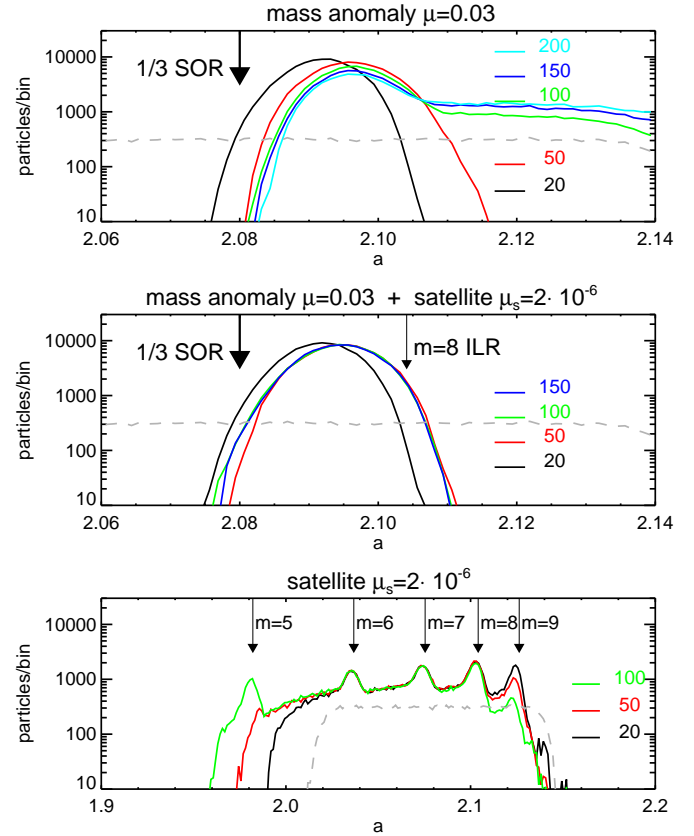 mass anomaly μ=0.03
10000
1000
100
10
particles/bin
1/3 SOR
200
150
100
50
20
2.06 2.08 2.10 2.12 2.14
a
mass anomaly μ=0.03 + satellite μs=2· 10-6
10000
1000
100
10
particles/bin
1/3 SOR
m=8 ILR
150
100
50
20
2.06 2.08 2.10 2.12 2.14
a
satellite μs=2· 10-6
10000
1000
100
10
particles/bin
m=5 m=6 m=7 m=8 m=9
100
50
20
1.9 2.0 2.1 2.2
a